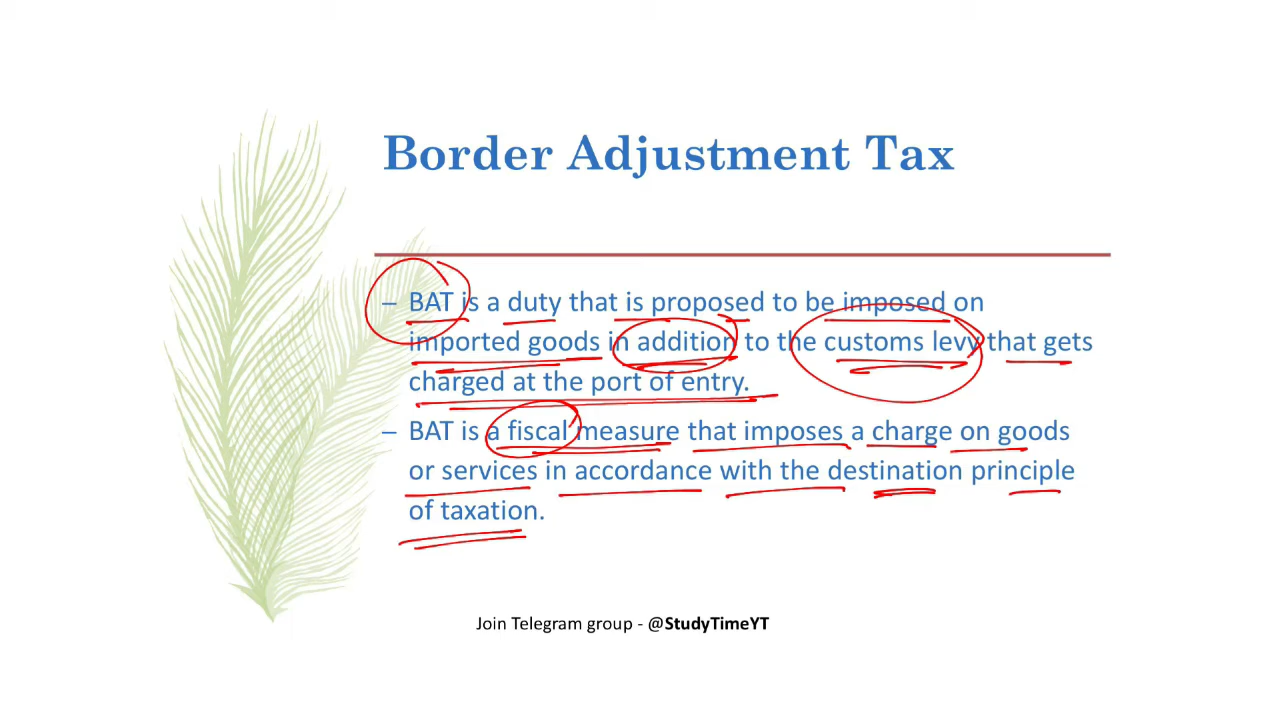 Border Adjustment Tax
– BAT is a duty that is proposed to be imposed on
imported goods in addition to the customs levy that gets
charged at the port of entry.
– BAT is a fiscal measure that imposes a charge on goods
or services in accordance with the destination principle
of taxation.
Join Telegram group - @StudyTimeYT